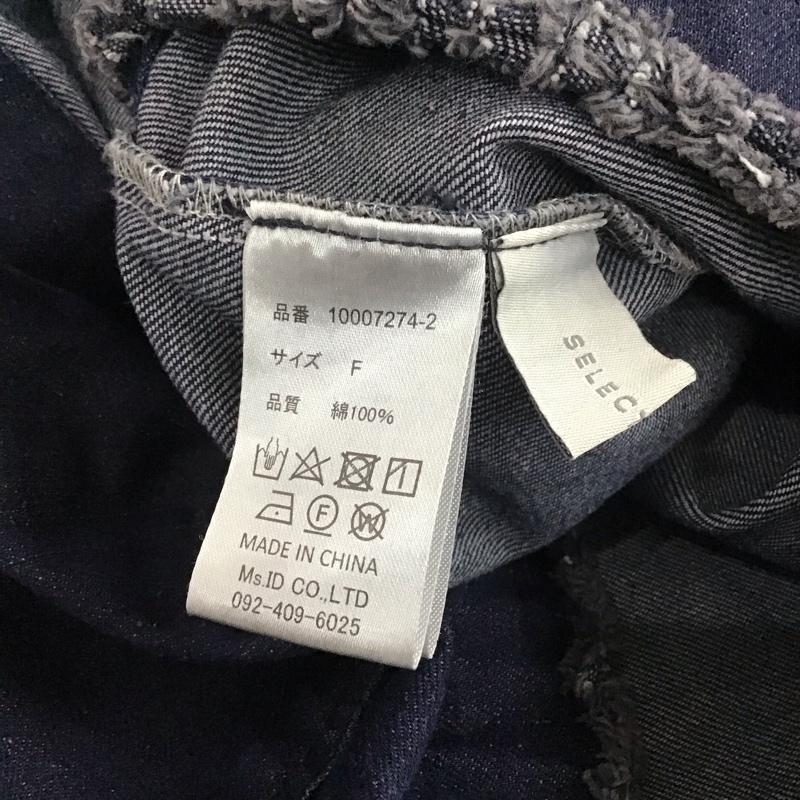 品番 10007274-2
サイズ F
品質 綿100%
F
W
MADE IN CHINA
Ms.ID CO.,LTD
092-409-6025
SELEC